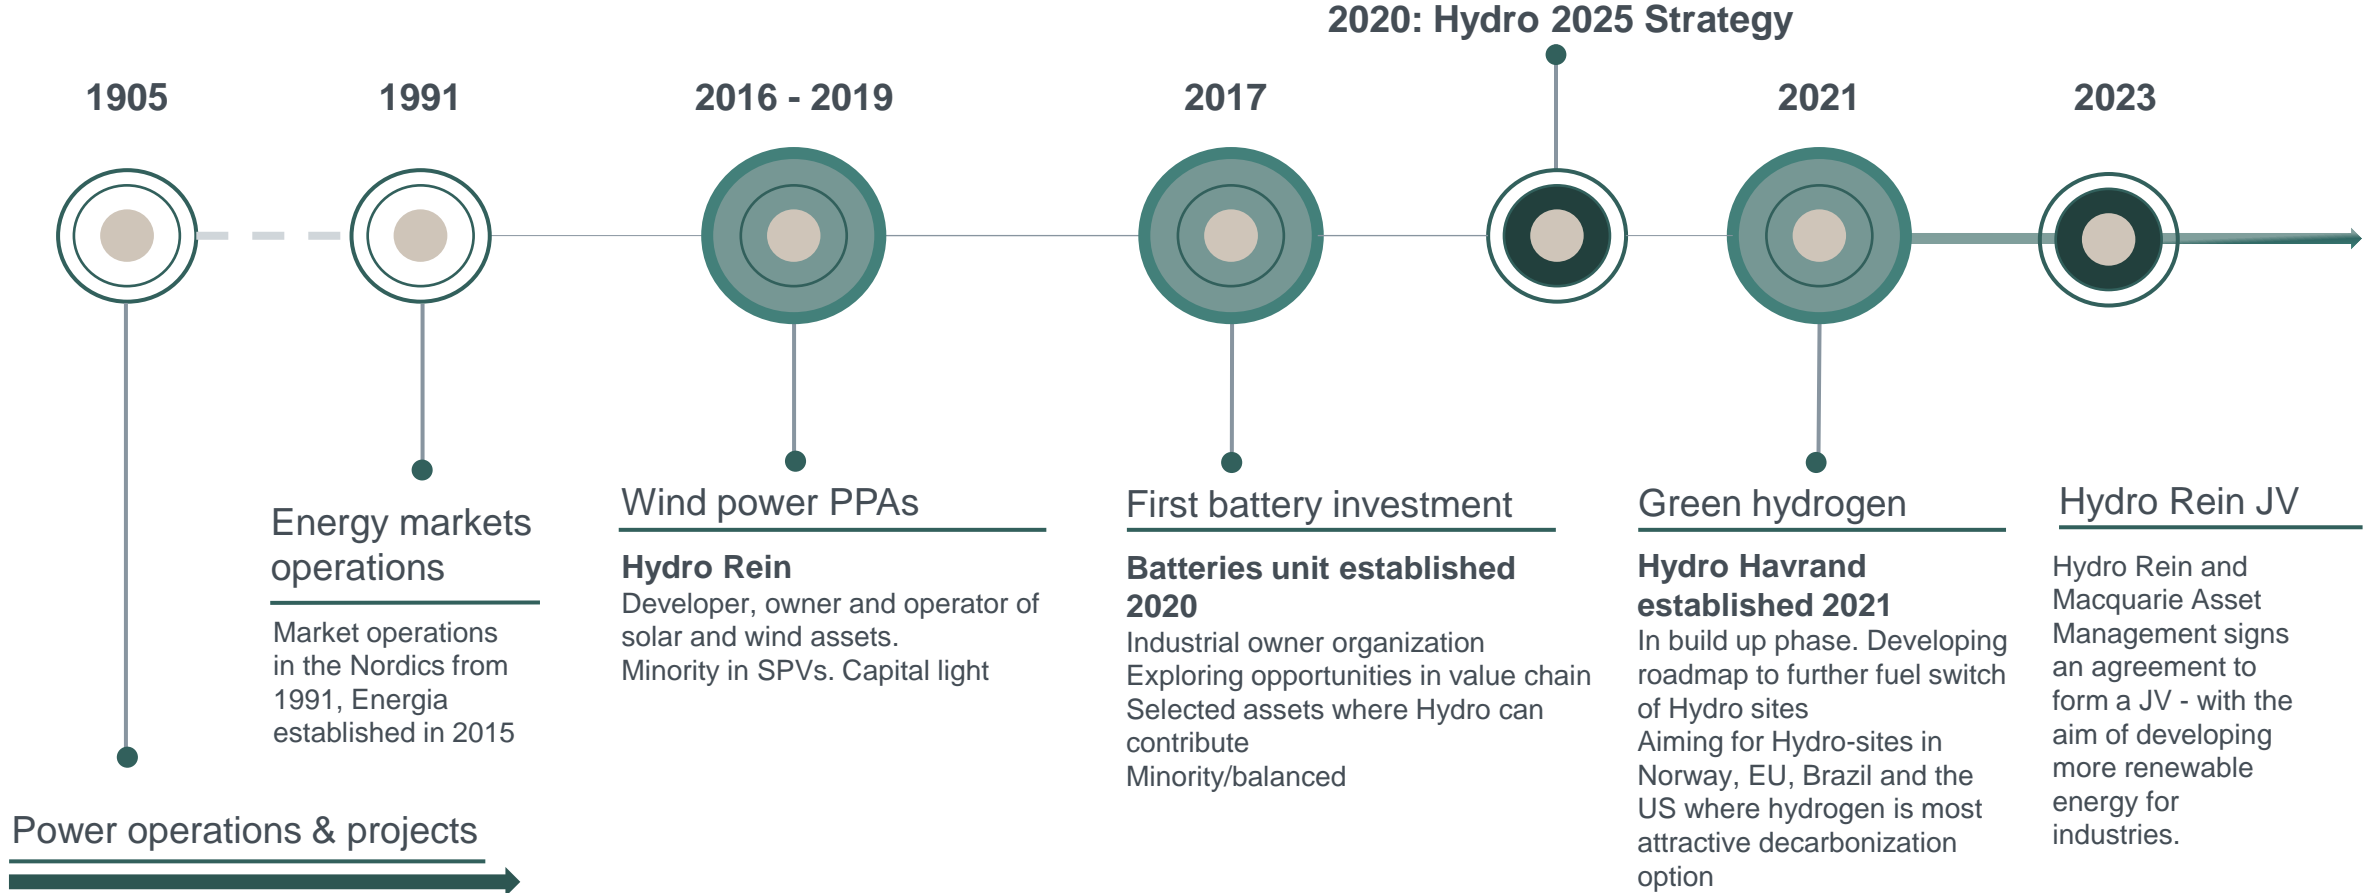 2020: Hydro 2025 Strategy
1905
1991
2016 - 2019
2017
2021
2023
Power operations & projects
Energy markets
operations
Market operations
in the Nordics from
1991, Energia
established in 2015
Wind power PPAs
Hydro Rein
Developer, owner and operator of
solar and wind assets.
Minority in SPVs. Capital light
First battery investment
Batteries unit established
2020
Industrial owner organization
Exploring opportunities in value chain
Selected assets where Hydro can
contribute
Minority/balanced
Green hydrogen
Hydro Havrand
established 2021
In build up phase. Developing
roadmap to further fuel switch
of Hydro sites
Aiming for Hydro-sites in
Norway, EU, Brazil and the
US where hydrogen is most
attractive decarbonization
option
Hydro Rein JV
Hydro Rein and
Macquarie Asset
Management signs
an agreement to
form a JV - with the
aim of developing
more renewable
energy for
industries.